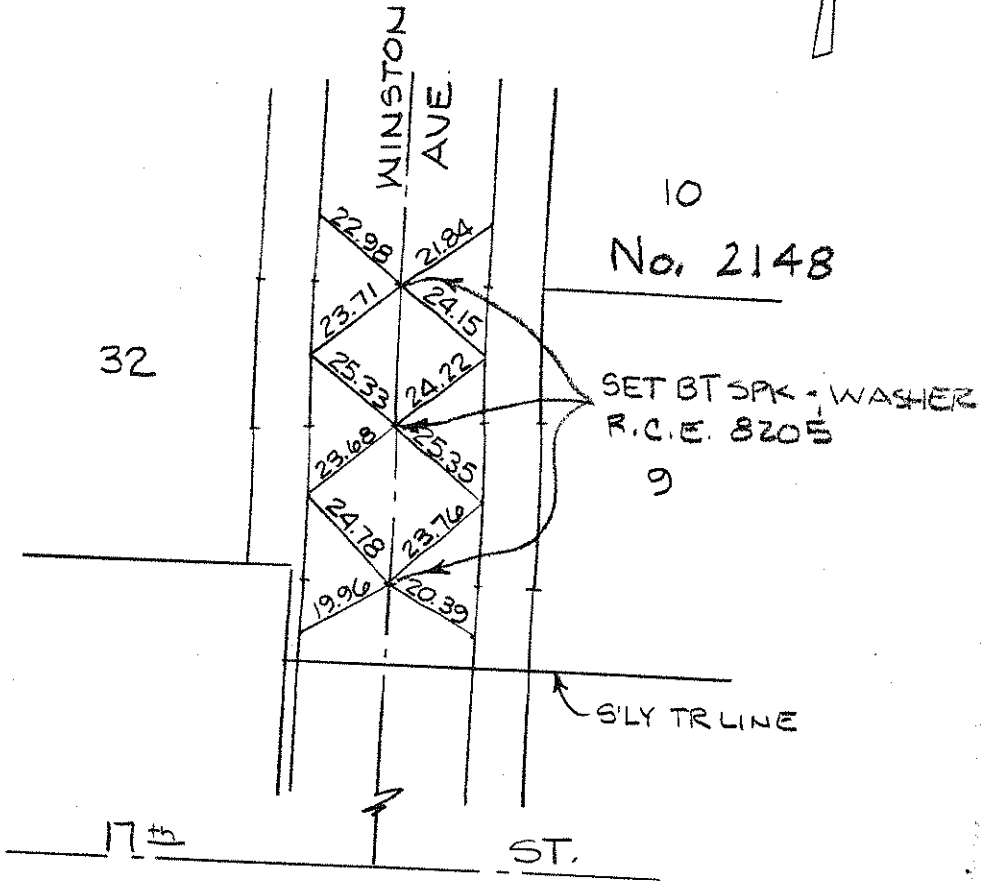 WINSTON
AVE.
10
No. 2148
22.98
21.84
23.71
24.15
32
25.33
24.22
SET BT SPK - WASHER
R.C.E. 8205
9
23.68
25.35
24.78
23.76
19.96
20.39
S'LY TR LINE
17th ST.